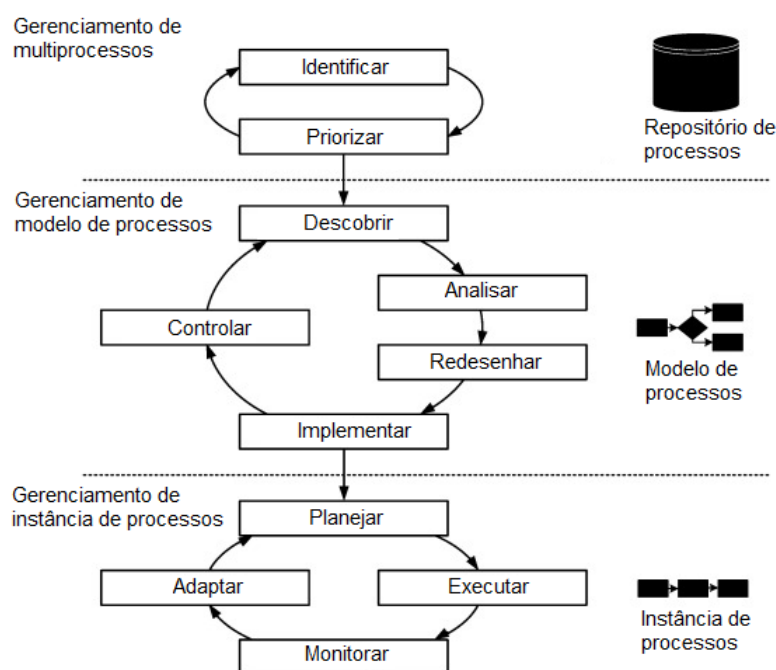 Gerenciamento de
multiprocessos
Identificar
Priorizar
Repositório de
processos
Gerenciamento de
modelo de processos
Descobrir
Analisar
Controlar
Redesenhar
Modelo de
processos
Implementar
Gerenciamento de
instância de processos
Planejar
Adaptar
Executar
Instância de
processos
Monitorar